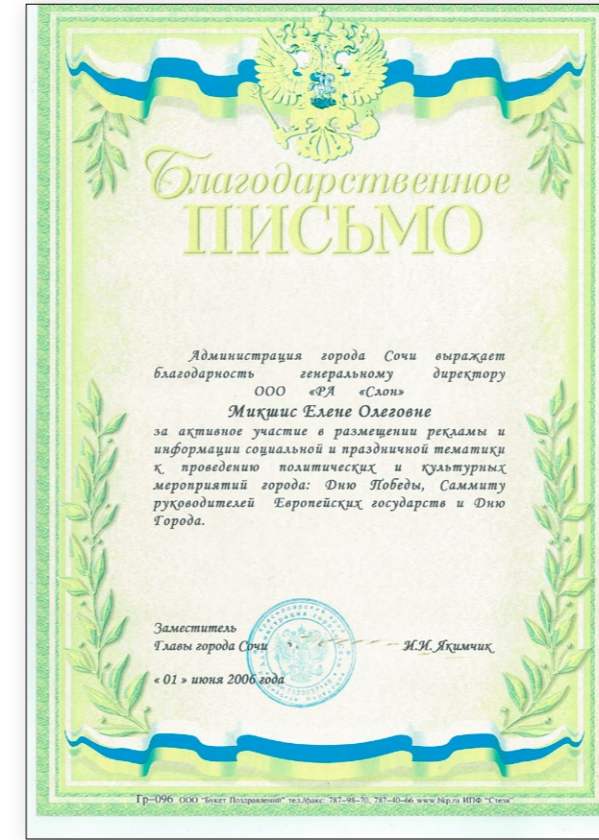 Благодарственное
ПИСЬМО
Администрация города Сочи выражает
благодарность генеральному директору
ООО «РА «Слон»
Микшис Елене Олеговне
за активное участие в размещении рекламы и
информации социальной и праздничной тематики
к проведению политических и культурных
мероприятий города: Дню Победы, Саммиту
руководителей Европейских государств и Дню
Города.
Заместитель
Главы города Сочи И.И. Якимчик
« 01 » июня 2006 года
Гр–096 ООО "Букет Поздравлений" тел./факс: 787–98–70, 787–40–66 www.bkp.ru ИПФ "Стезя"